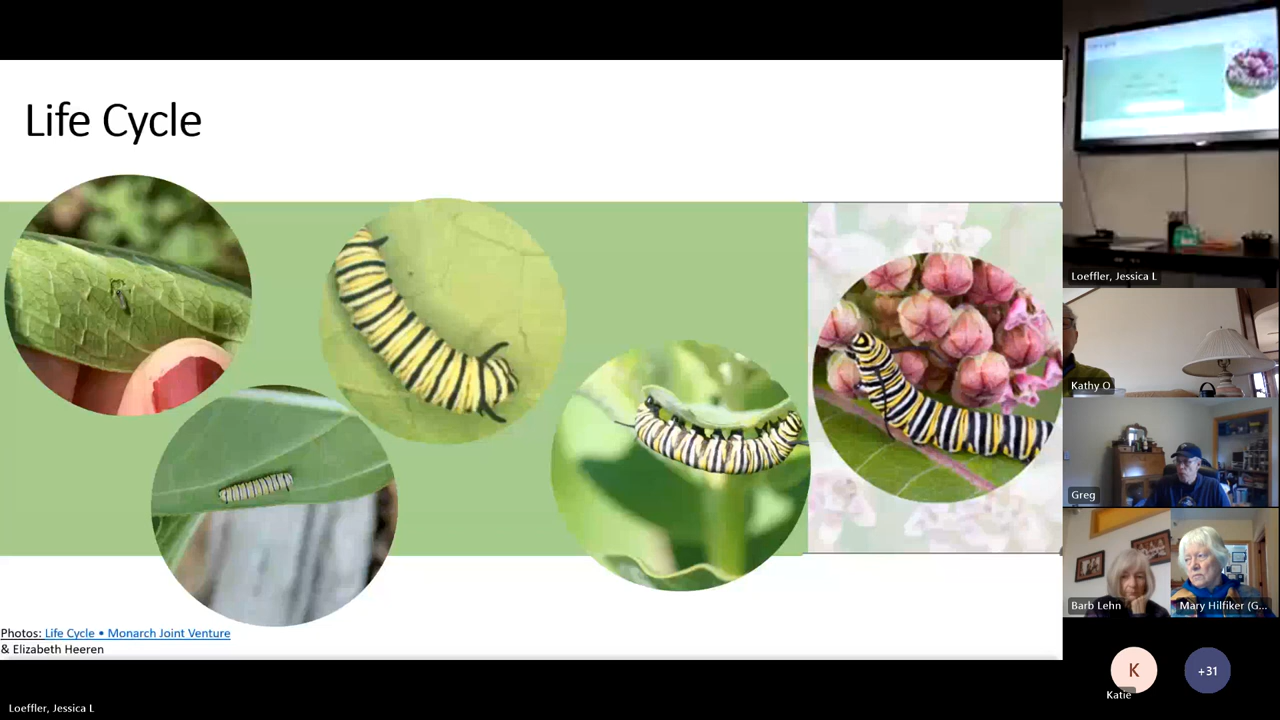 Life Cycle
Photos: Life Cycle • Monarch Joint Venture
& Elizabeth Heeren
Loeffler, Jessica L
Loeffler, Jessica L
Kathy O
Greg
Barb Lehn
Mary Hilfiker (G...
K
Katie
+31